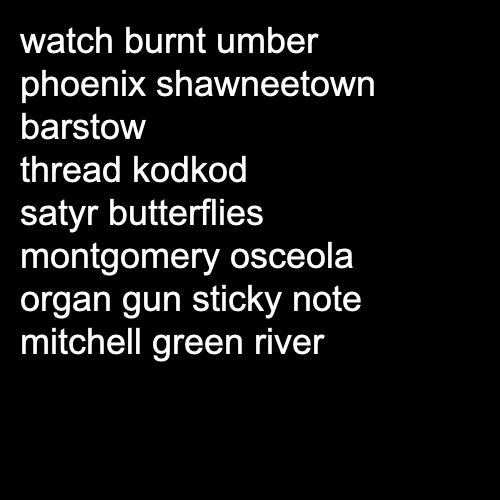 watch burnt umber
phoenix shawneetown
barstow
thread kodkod
satyr butterflies
montgomery osceola
organ gun sticky note
mitchell green river